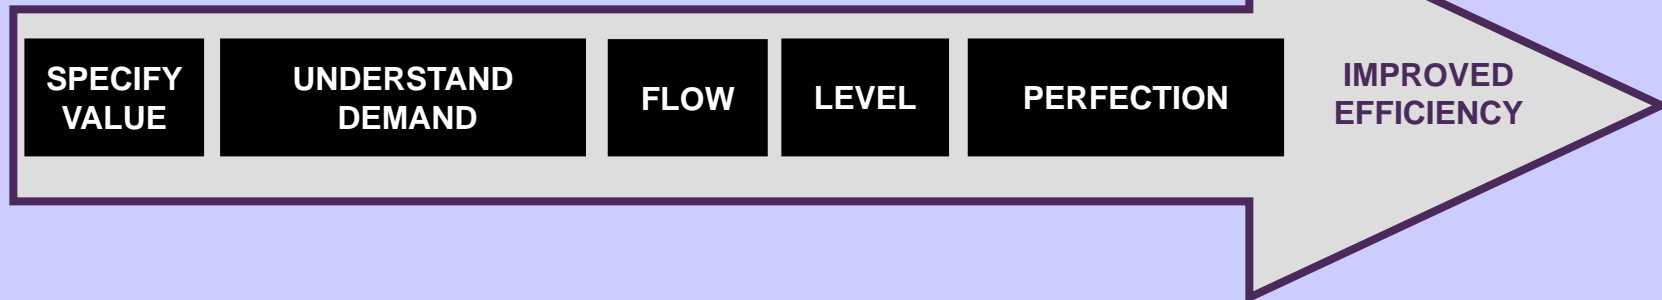 SPECIFY
VALUE
UNDERSTAND
DEMAND
FLOW
LEVEL
PERFECTION
IMPROVED
EFFICIENCY